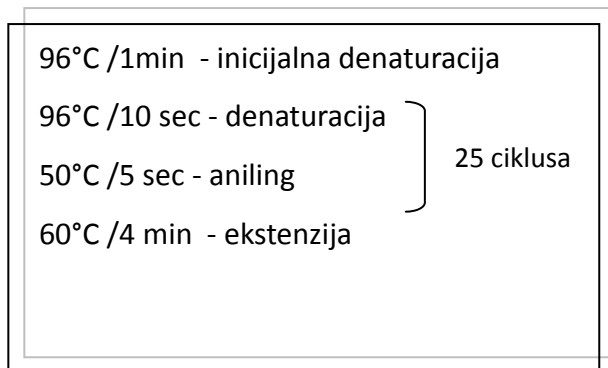 96°C /1min - inicijalna denaturacija
96°C /10 sec - denaturacija
25 ciklusa
50°C /5 sec - aniling
60°C /4 min - ekstenzija